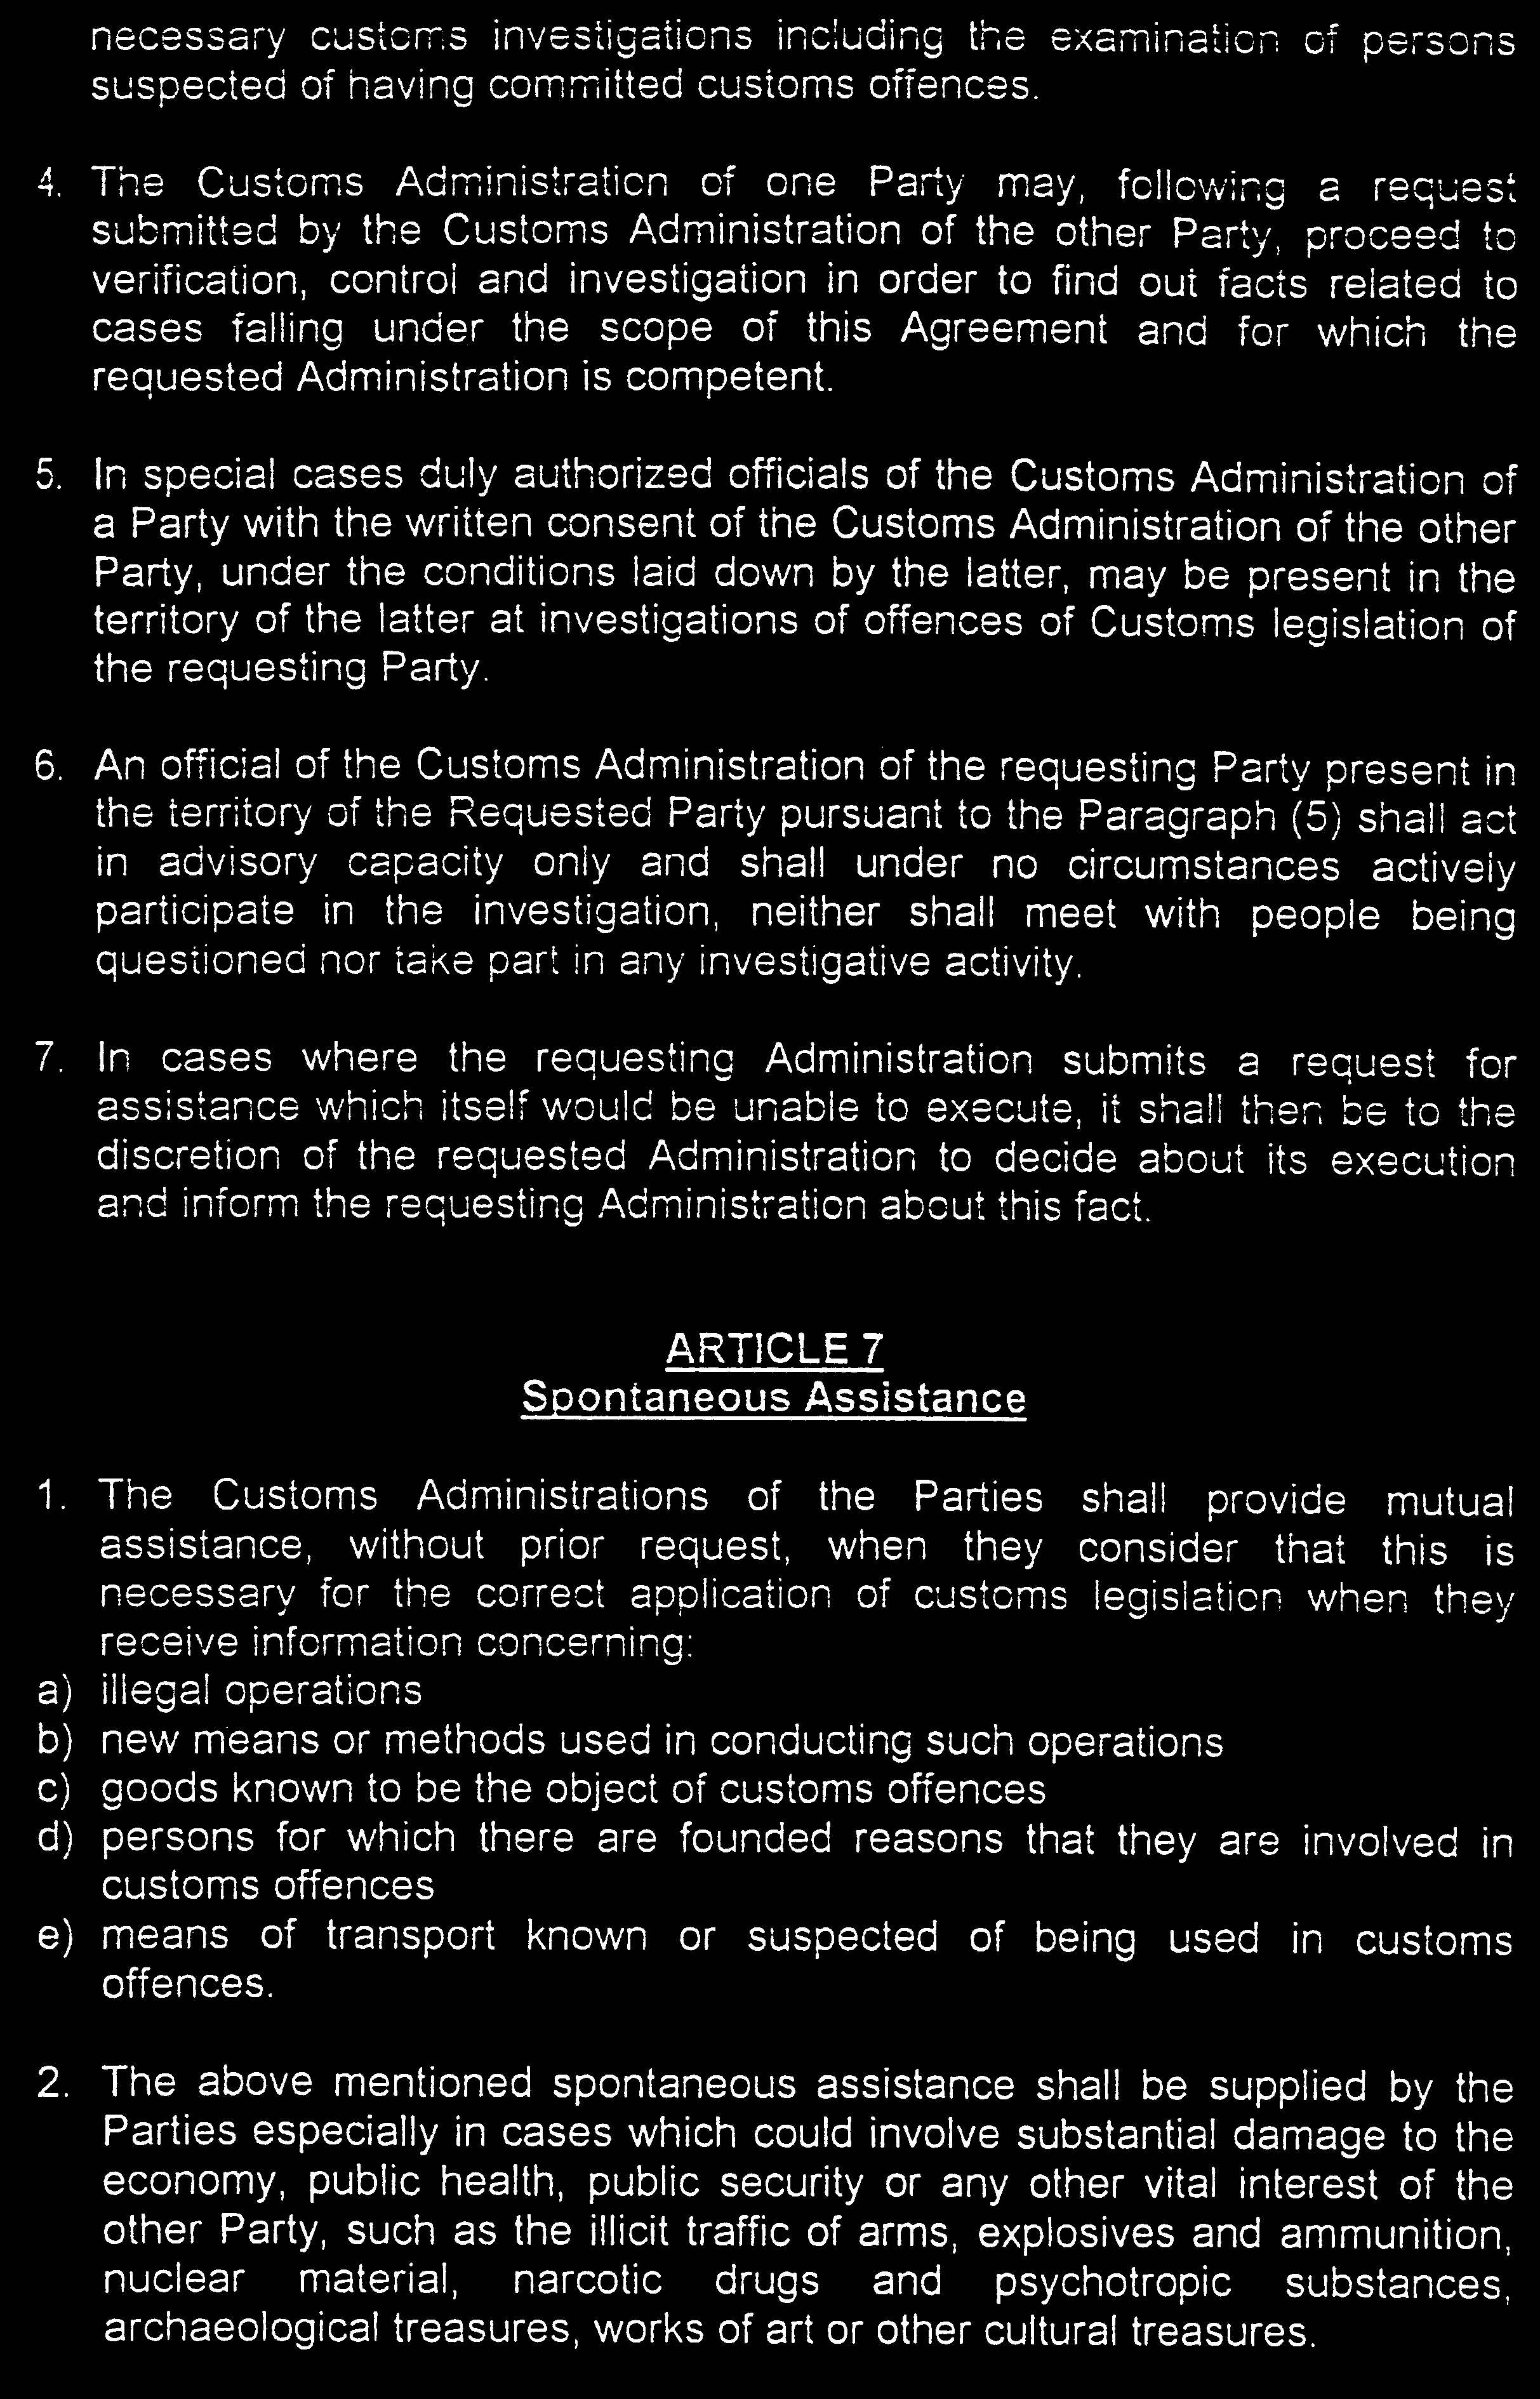 necessary customs investigations including the examination of persons
suspected of having committed customs offences.
4. The Customs Administration of one Party may, following a request
submitted by the Customs Administration of the other Party, proceed to
verification, control and investigation in order to find out facts related to
cases falling under the scope of this Agreement and for which the
requested Administration is competent.
5. In special cases duly authorized officials of the Customs Administration of
a Party with the written consent of the Customs Administration of the other
Party, under the conditions laid down by the latter, may be present in the
territory of the latter at investigations of offences of Customs legislation of
the requesting Party.
6. An official of the Customs Administration of the requesting Party present in
the territory of the Requested Party pursuant to the Paragraph (5) shall act
in advisory capacity only and shall under no circumstances actively
participate in the investigation, neither shall meet with people being
questioned nor take part in any investigative activity.
7. In cases where the requesting Administration submits a request for
assistance which itself would be unable to execute, it shall then be to the
discretion of the requested Administration to decide about its execution
and inform the requesting Administration about this fact.
ARTICLE 7
Spontaneous Assistance
1. The Customs Administrations of the Parties shall provide mutual
assistance, without prior request, when they consider that this is
necessary for the correct application of customs legislation when they
receive information concerning:
a) illegal operations
b) new means or methods used in conducting such operations
c) goods known to be the object of customs offences
d) persons for which there are founded reasons that they are involved in
customs offences
e) means of transport known or suspected of being used in customs
offences.
2. The above mentioned spontaneous assistance shall be supplied by the
Parties especially in cases which could involve substantial damage to the
economy, public health, public security or any other vital interest of the
other Party, such as the illicit traffic of arms, explosives and ammunition,
nuclear material, narcotic drugs and psychotropic substances,
archaeological treasures, works of art or other cultural treasures.